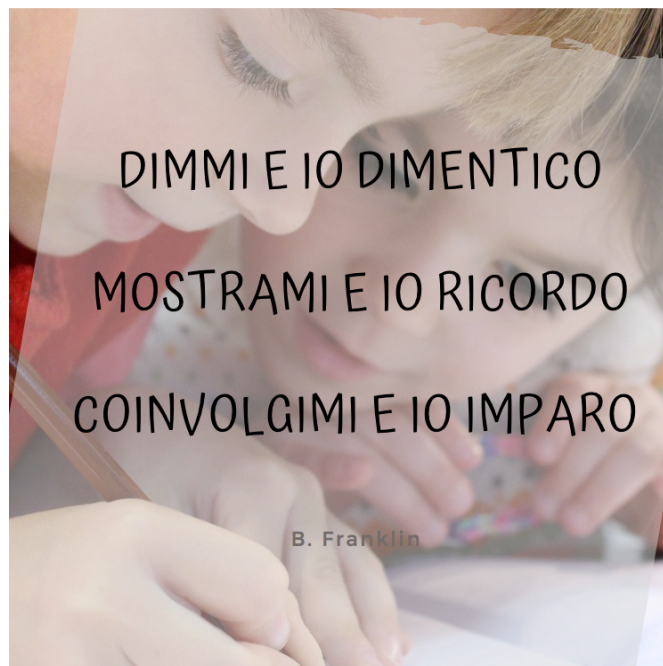 DIMMI E IO DIMENTICO
MOSTRAMI E IO RICORDO
COINVOLGIMI E IO IMPARO
B. Franklin